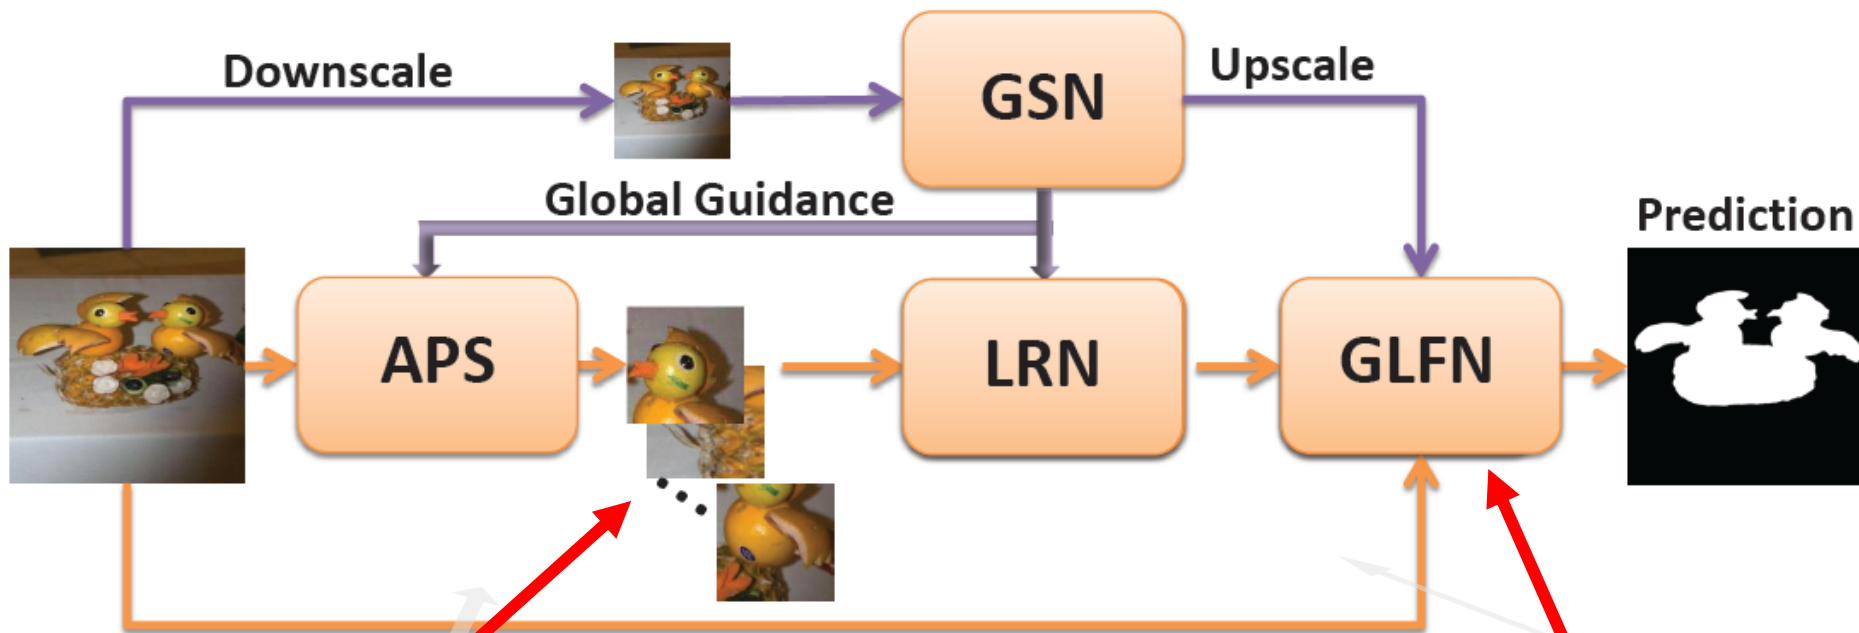 Downscale
GSN
Upscale
Global Guidance
Prediction
APS
LRN
GLFN